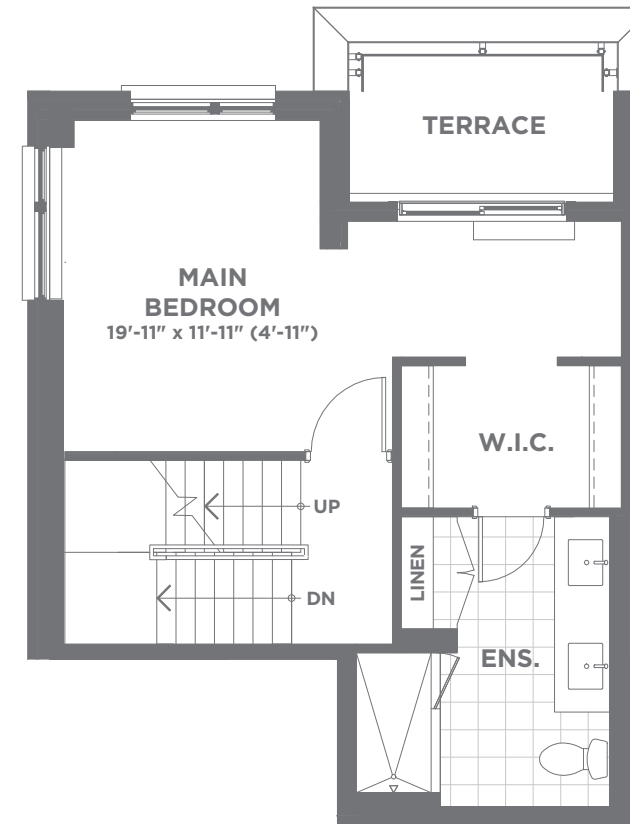 TERRACE
MAIN
BEDROOM
19'-11" x 11'-11" (4'-11")
W.I.C.
UP
LINEN
DN
ENS.